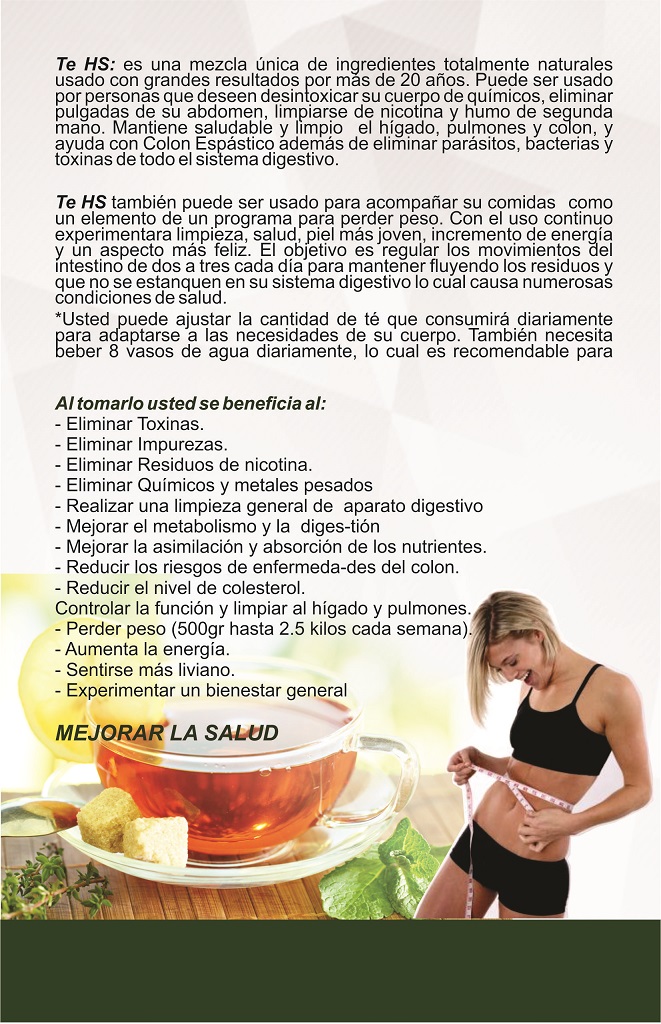 Te HS: es una mezcla única de ingredientes totalmente naturales
usado con grandes resultados por más de 20 años. Puede ser usado
por personas que deseen desintoxicar su cuerpo de químicos, eliminar
pulgadas de su abdomen, limpiarse de nicotina y humo de segunda
mano. Mantiene saludable y limpio el hígado, pulmones y colon, y
ayuda con Colon Espástico además de eliminar parásitos, bacterias y
toxinas de todo el sistema digestivo.
Te HS también puede ser usado para acompañar su comidas como
un elemento de un programa para perder peso. Con el uso continuo
experimentara limpieza, salud, piel más joven, incremento de energía
y un aspecto más feliz. El objetivo es regular los movimientos del
intestino de dos a tres cada día para mantener fluyendo los residuos y
que no se estanquen en su sistema digestivo lo cual causa numerosas
condiciones de salud.
*Usted puede ajustar la cantidad de té que consumirá diariamente
para adaptarse a las necesidades de su cuerpo. También necesita
beber 8 vasos de agua diariamente, lo cual es recomendable para
Al tomarlo usted se beneficia al:
- Eliminar Toxinas.
- Eliminar Impurezas.
- Eliminar Residuos de nicotina.
- Eliminar Químicos y metales pesados
- Realizar una limpieza general de aparato digestivo
- Mejorar el metabolismo y la diges-tión
- Mejorar la asimilación y absorción de los nutrientes.
- Reducir los riesgos de enfermeda-des del colon.
- Reducir el nivel de colesterol.
Controlar la función y limpiar al hígado y pulmones.
- Perder peso (500gr hasta 2.5 kilos cada semana).
- Aumenta la energía.
- Sentirse más liviano.
- Experimentar un bienestar general
MEJORAR LA SALUD